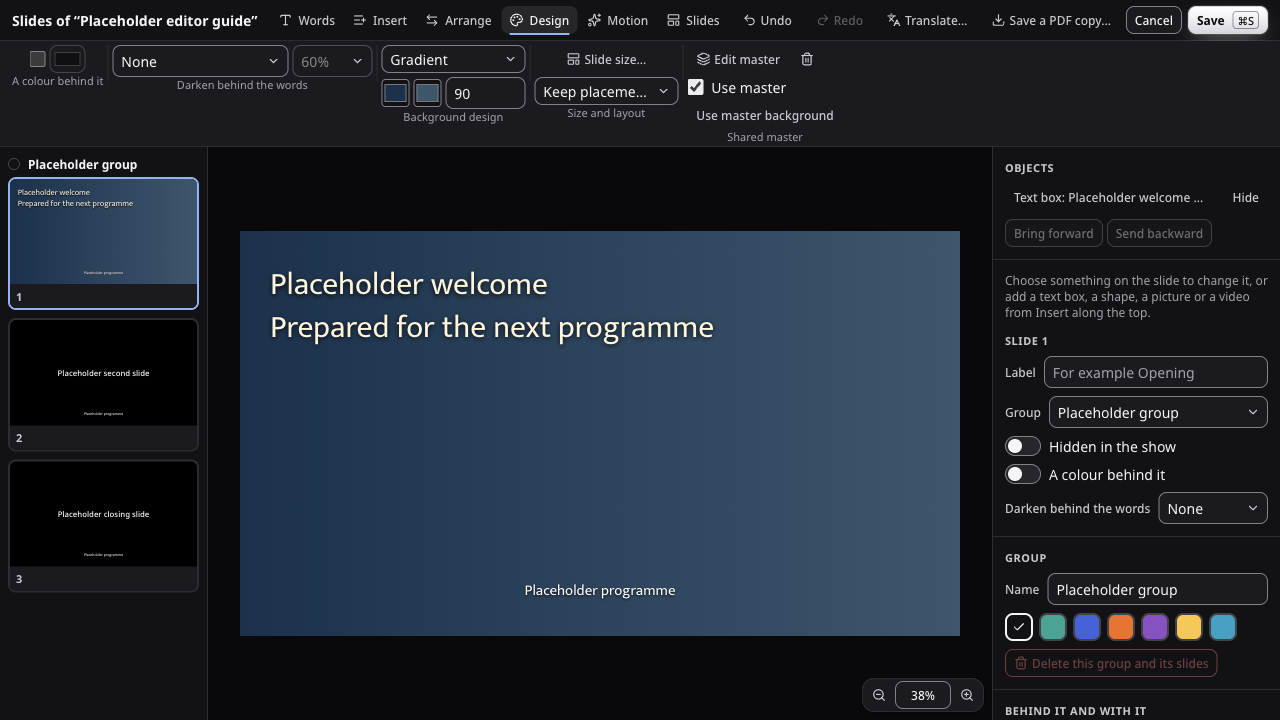 Slides of “Placeholder editor guide”
Words
Insert
Arrange
Design
Motion
Slides
Undo
Redo
Translate...
Save a PDF copy...
Cancel
Save ⌘S
A colour behind it
None
60%
Darken behind the words
Gradient
90
Background design
Slide size...
Keep placeme...
Size and layout
Edit master
Use master
Use master background
Shared master
Placeholder group
Placeholder welcome
Prepared for the next programme
Placeholder programme
1
Placeholder second slide
Placeholder programme
2
Placeholder closing slide
Placeholder programme
3
Placeholder welcome
Prepared for the next programme
Placeholder programme
38%
OBJECTS
Text box: Placeholder welcome ...
Hide
Bring forward
Send backward
Choose something on the slide to change it, or
add a text box, a shape, a picture or a video
from Insert along the top.
SLIDE 1
Label
For example Opening
Group
Placeholder group
Hidden in the show
A colour behind it
Darken behind the words
None
GROUP
Name
Placeholder group
Delete this group and its slides
BEHIND IT AND WITH IT